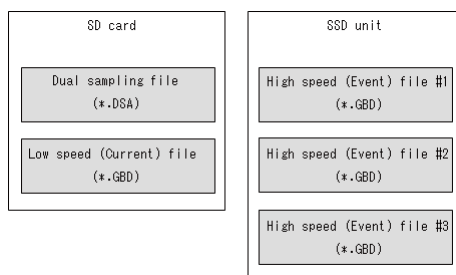 SD card
Dual sampling file
(*.DSA)
Low speed (Current) file
(*.GBD)
SSD unit
High speed (Event) file #1
(*.GBD)
High speed (Event) file #2
(*.GBD)
High speed (Event) file #3
(*.GBD)